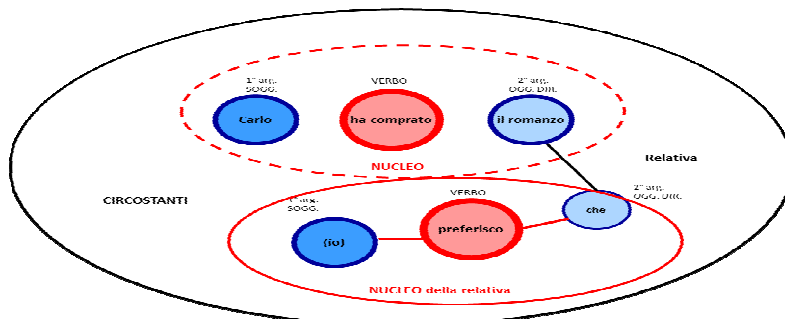 1° arg.
SOGG.
VERBO
2° arg.
OGG. DIR.
Carlo
ha comprato
il romanzo
NUCLEO
Relativa
CIRCOSTANTI
SOGG.
VERBO
2° arg.
OGG. DIR.
(io)
preferisco
che
NUCLEO della relativa